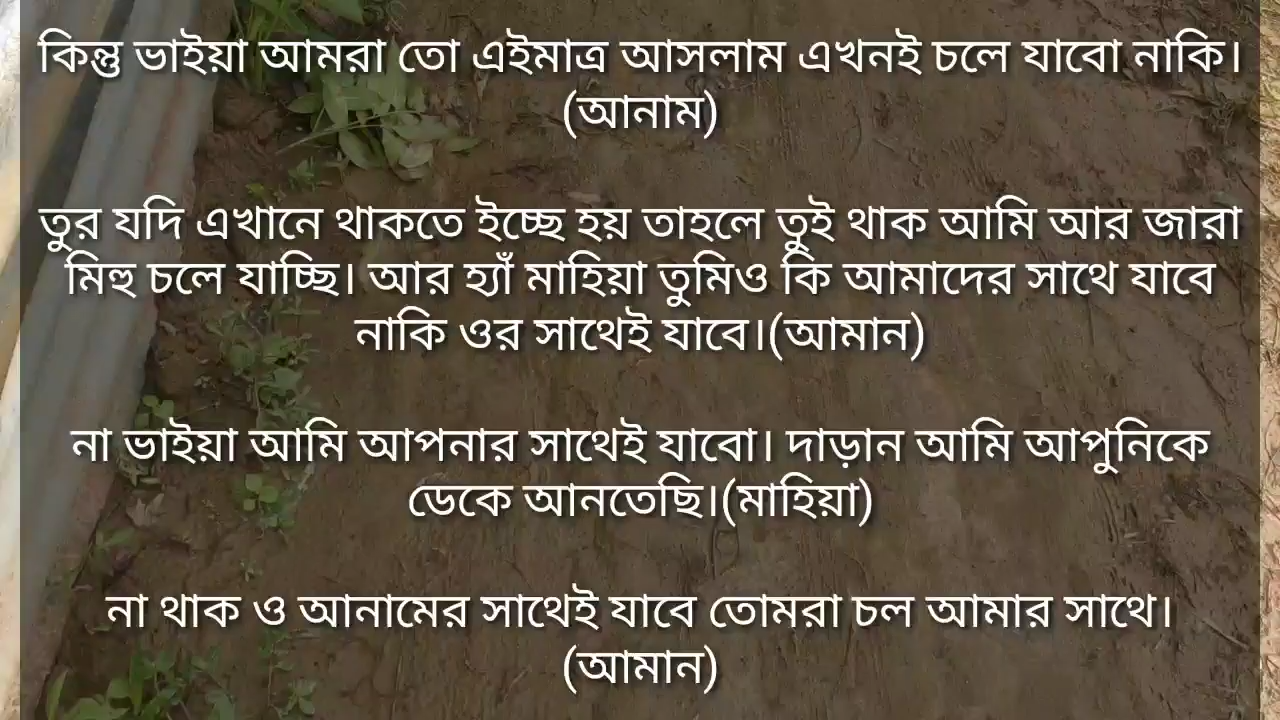 কিন্তু ভাইয়া আমরা তো এইমাত্র আসলাম এখনই চলে যাবো নাকি।
(আনাম)
তুর যদি এখানে থাকতে ইচ্ছে হয় তাহলে তুই থাক আমি আর জারা
মিহু চলে যাচ্ছি। আর হ্যাঁ মাহিয়া তুমিও কি আমাদের সাথে যাবে
নাকি ওর সাথেই যাবে।(আমান)
না ভাইয়া আমি আপনার সাথেই যাবো। দাড়ান আমি আপুনিকে
ডেকে আনতেছি।(মাহিয়া)
না থাক ও আনামের সাথেই যাবে তোমরা চল আমার সাথে।
(আমান)